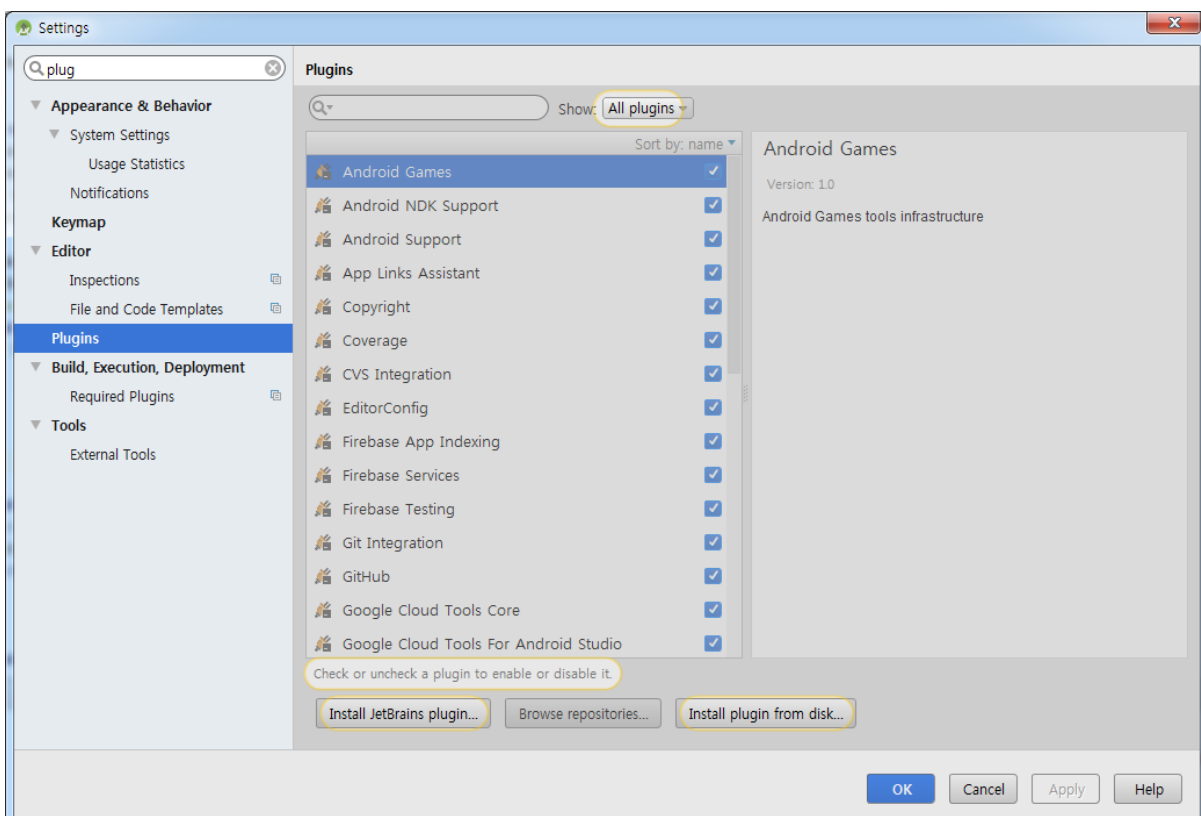 Settings
plug
Appearance & Behavior
System Settings
Usage Statistics
Notifications
Keymap
Editor
Inspections
File and Code Templates
Plugins
Build, Execution, Deployment
Required Plugins
Tools
External Tools
Plugins
Show: All plugins
Sort by: name
Android Games
Android NDK Support
Android Support
App Links Assistant
Copyright
Coverage
CVS Integration
EditorConfig
Firebase App Indexing
Firebase Services
Firebase Testing
Git Integration
GitHub
Google Cloud Tools Core
Google Cloud Tools For Android Studio
Check or uncheck a plugin to enable or disable it.
Install JetBrains plugin... Browse repositories... Install plugin from disk...
Android Games
Version: 1.0
Android Games tools infrastructure
OK Cancel Apply Help